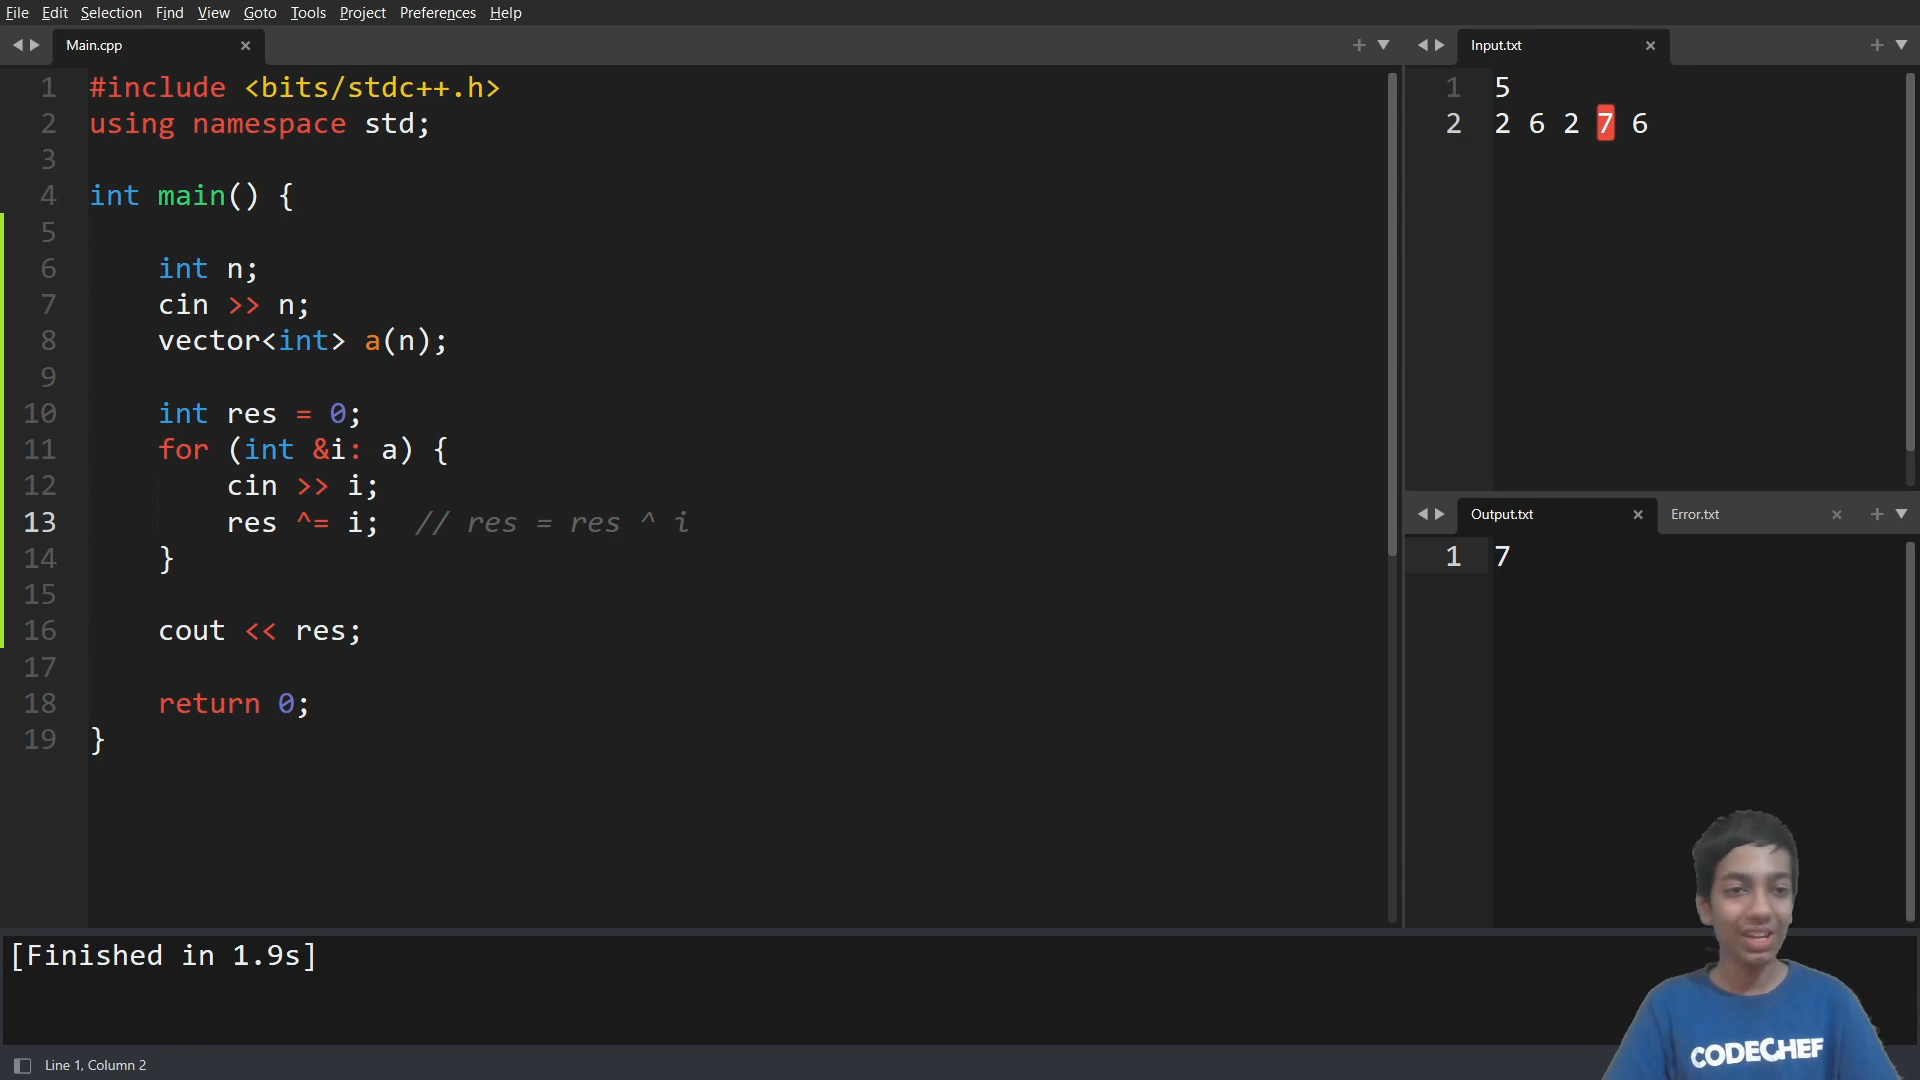 File Edit Selection Find View Goto Tools Project Preferences Help
Main.cpp
1 #include <bits/stdc++.h>
2 using namespace std;
3
4 int main() {
5
6 int n;
7 cin >> n;
8 vector<int> a(n);
9
10 int res = 0;
11 for (int &i: a) {
12 cin >> i;
13 res ^= i; // res = res ^ i
14 }
15
16 cout << res;
17
18 return 0;
19 }
Input.txt
1 5
2 2 6 2 7 6
Output.txt Error.txt
1 7
[Finished in 1.9s]
CODECHEF
Line 1, Column 2